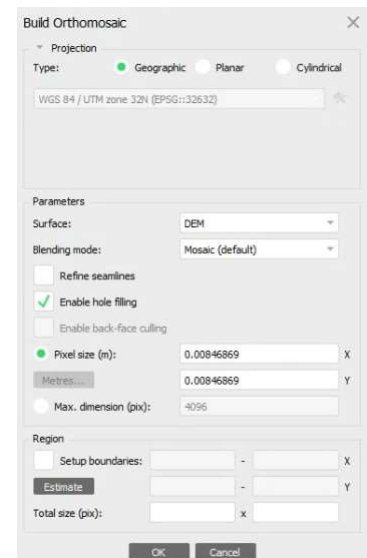 Build Orthomosaic
Projection
Type: Geographic Planar Cylindrical
WGS 84 / UTM zone 32N (EPSG::32632)
Parameters
Surface: DEM
Blending mode: Mosaic (default)
Refine seamlines
Enable hole filling
Enable back-face culling
Pixel size (m): 0.00846869 X
Metres... 0.00846869 Y
Max. dimension (pix): 4096
Region
Setup boundaries: - X
Estimate - Y
Total size (pix): x
OK Cancel